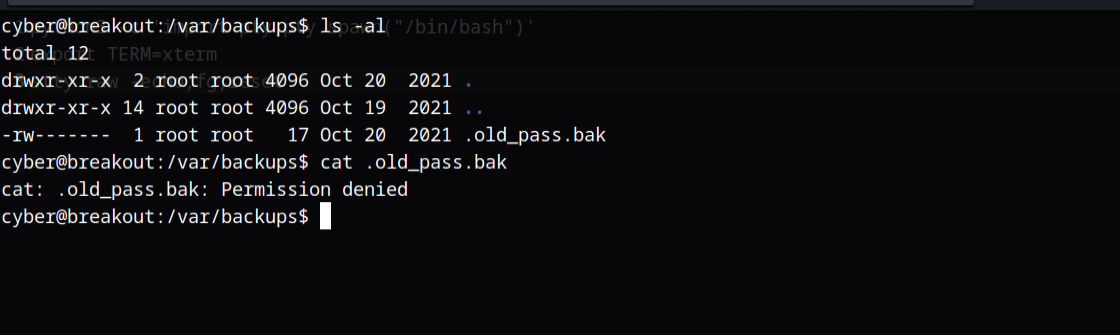 cyber@breakout:/var/backups$ ls -al
total 12
drwxr-xr-x  2 root root 4096 Oct 20  2021 .
drwxr-xr-x 14 root root 4096 Oct 19  2021 ..
-rw-------  1 root root   17 Oct 20  2021 .old_pass.bak
cyber@breakout:/var/backups$ cat .old_pass.bak
cat: .old_pass.bak: Permission denied
cyber@breakout:/var/backups$